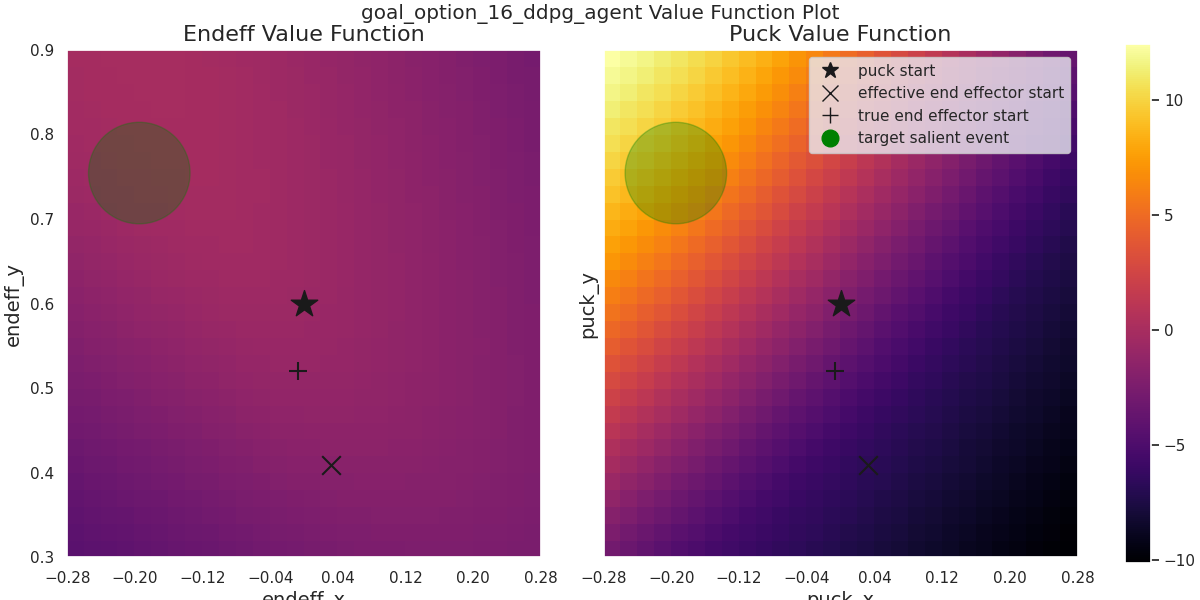 goal_option_16_ddpg_agent Value Function Plot
Endeff Value Function
Puck Value Function
0.9
0.8
0.7
0.6
0.5
0.4
0.3
endeff_y
−0.28 −0.20 −0.12 −0.04 0.04 0.12 0.20 0.28
endeff_x
puck start
effective end effector start
true end effector start
target salient event
puck_y
−0.28 −0.20 −0.12 −0.04 0.04 0.12 0.20 0.28
puck_x
10
5
0
−5
−10